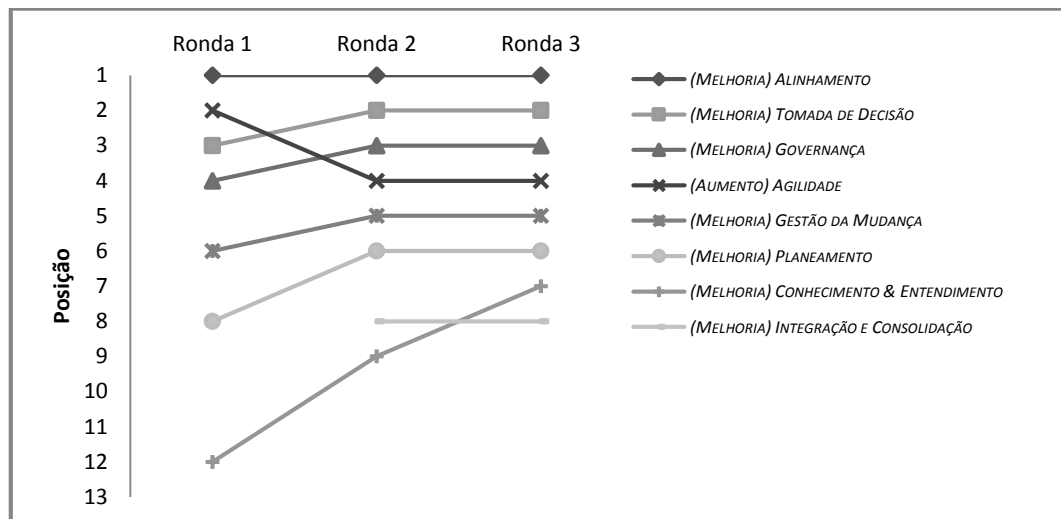 Ronda 1 Ronda 2 Ronda 3
Posição
1
2
3
4
5
6
7
8
9
10
11
12
13
(MELHORIA) ALINHAMENTO
(MELHORIA) TOMADA DE DECISÃO
(MELHORIA) GOVERNANÇA
(AUMENTO) AGILIDADE
(MELHORIA) GESTÃO DA MUDANÇA
(MELHORIA) PLANEAMENTO
(MELHORIA) CONHECIMENTO & ENTENDIMENTO
(MELHORIA) INTEGRAÇÃO E CONSOLIDAÇÃO